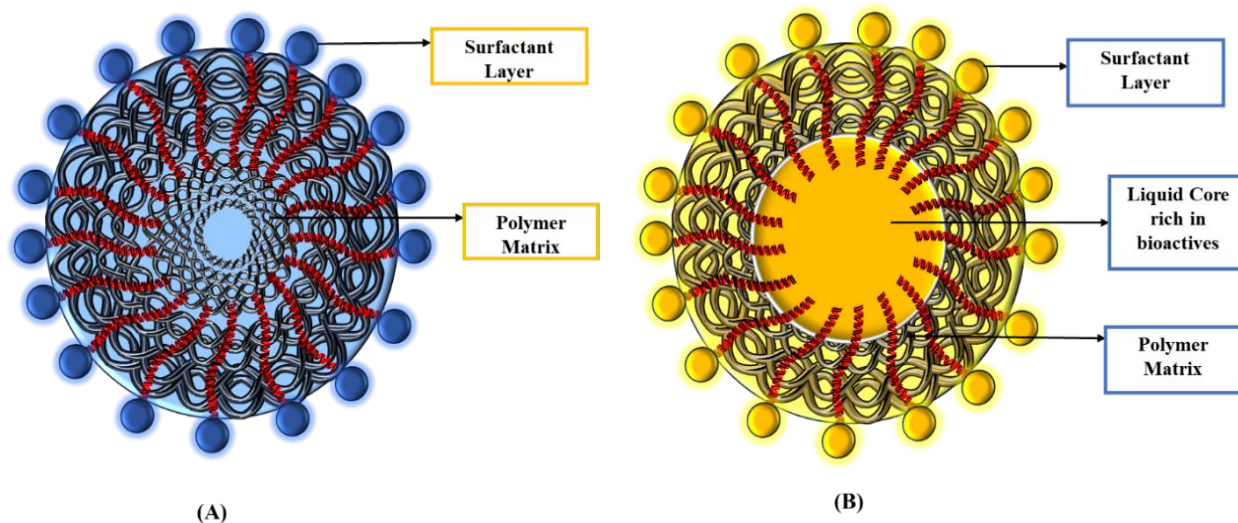 Surfactant
Layer
Polymer
Matrix
(A)
Surfactant
Layer
Liquid Core
rich in
bioactives
Polymer
Matrix
(B)